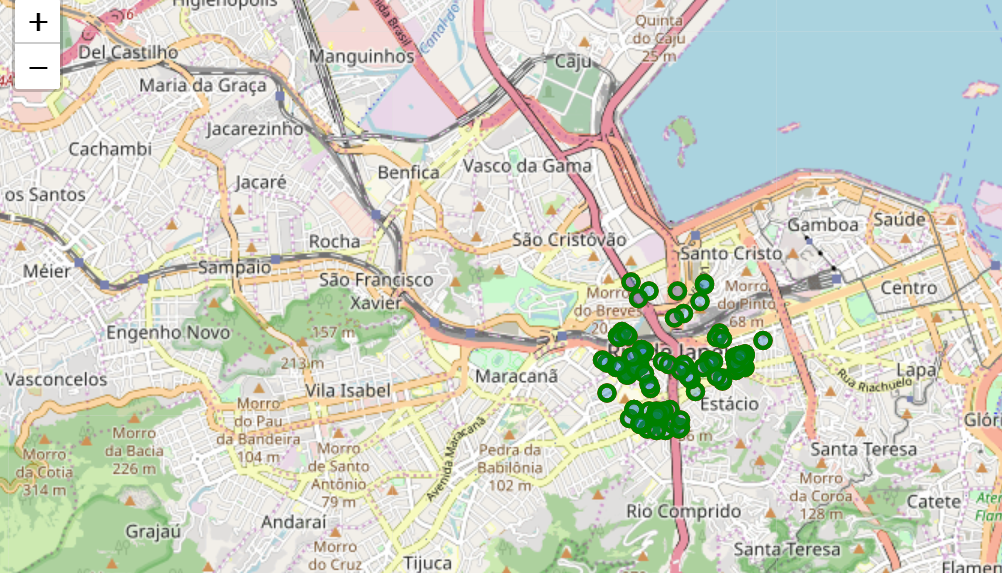 Higienópolis
+
−
Del Castilho
Manguinhos
Caju
Quinta
do Caju
25 m
Maria da Graça
Jacarezinho
Cachambi
Vasco da Gama
Benfica
Jacaré
os Santos
Gamboa
Saúde
Rocha
São Cristóvão
Santo Cristo
Méier
Sampaio
São Francisco
Xavier
Centro
Morro
do Pinto
68 m
Engenho Novo
157 m
213 m
Maracanã
Lapa
Rua Riachuelo
Vasconcelos
Vila Isabel
Estácio
Morro
do Pau
da Bandeira
104 m
Avenida Maracanã
Morro
da Bacia
226 m
Morro
da Cotia
314 m
Morro
de Santo
Antônio
79 m
Pedra da
Babilônia
102 m
Santa Teresa
Morro
da Coroa
128 m
Catete
Rio Comprido
Grajaú
Andaraí
Morro
do Cruz
Tijuca
Santa Teresa
Flamen